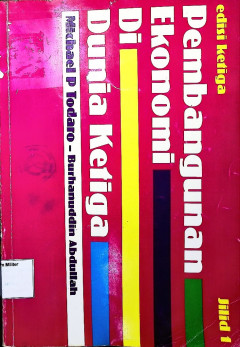 edisi ketiga
Pembangunan
Ekonomi
Di
Dunia Ketiga
Michael P Todaro - Burhanuddin Abdullah
Jilid 1